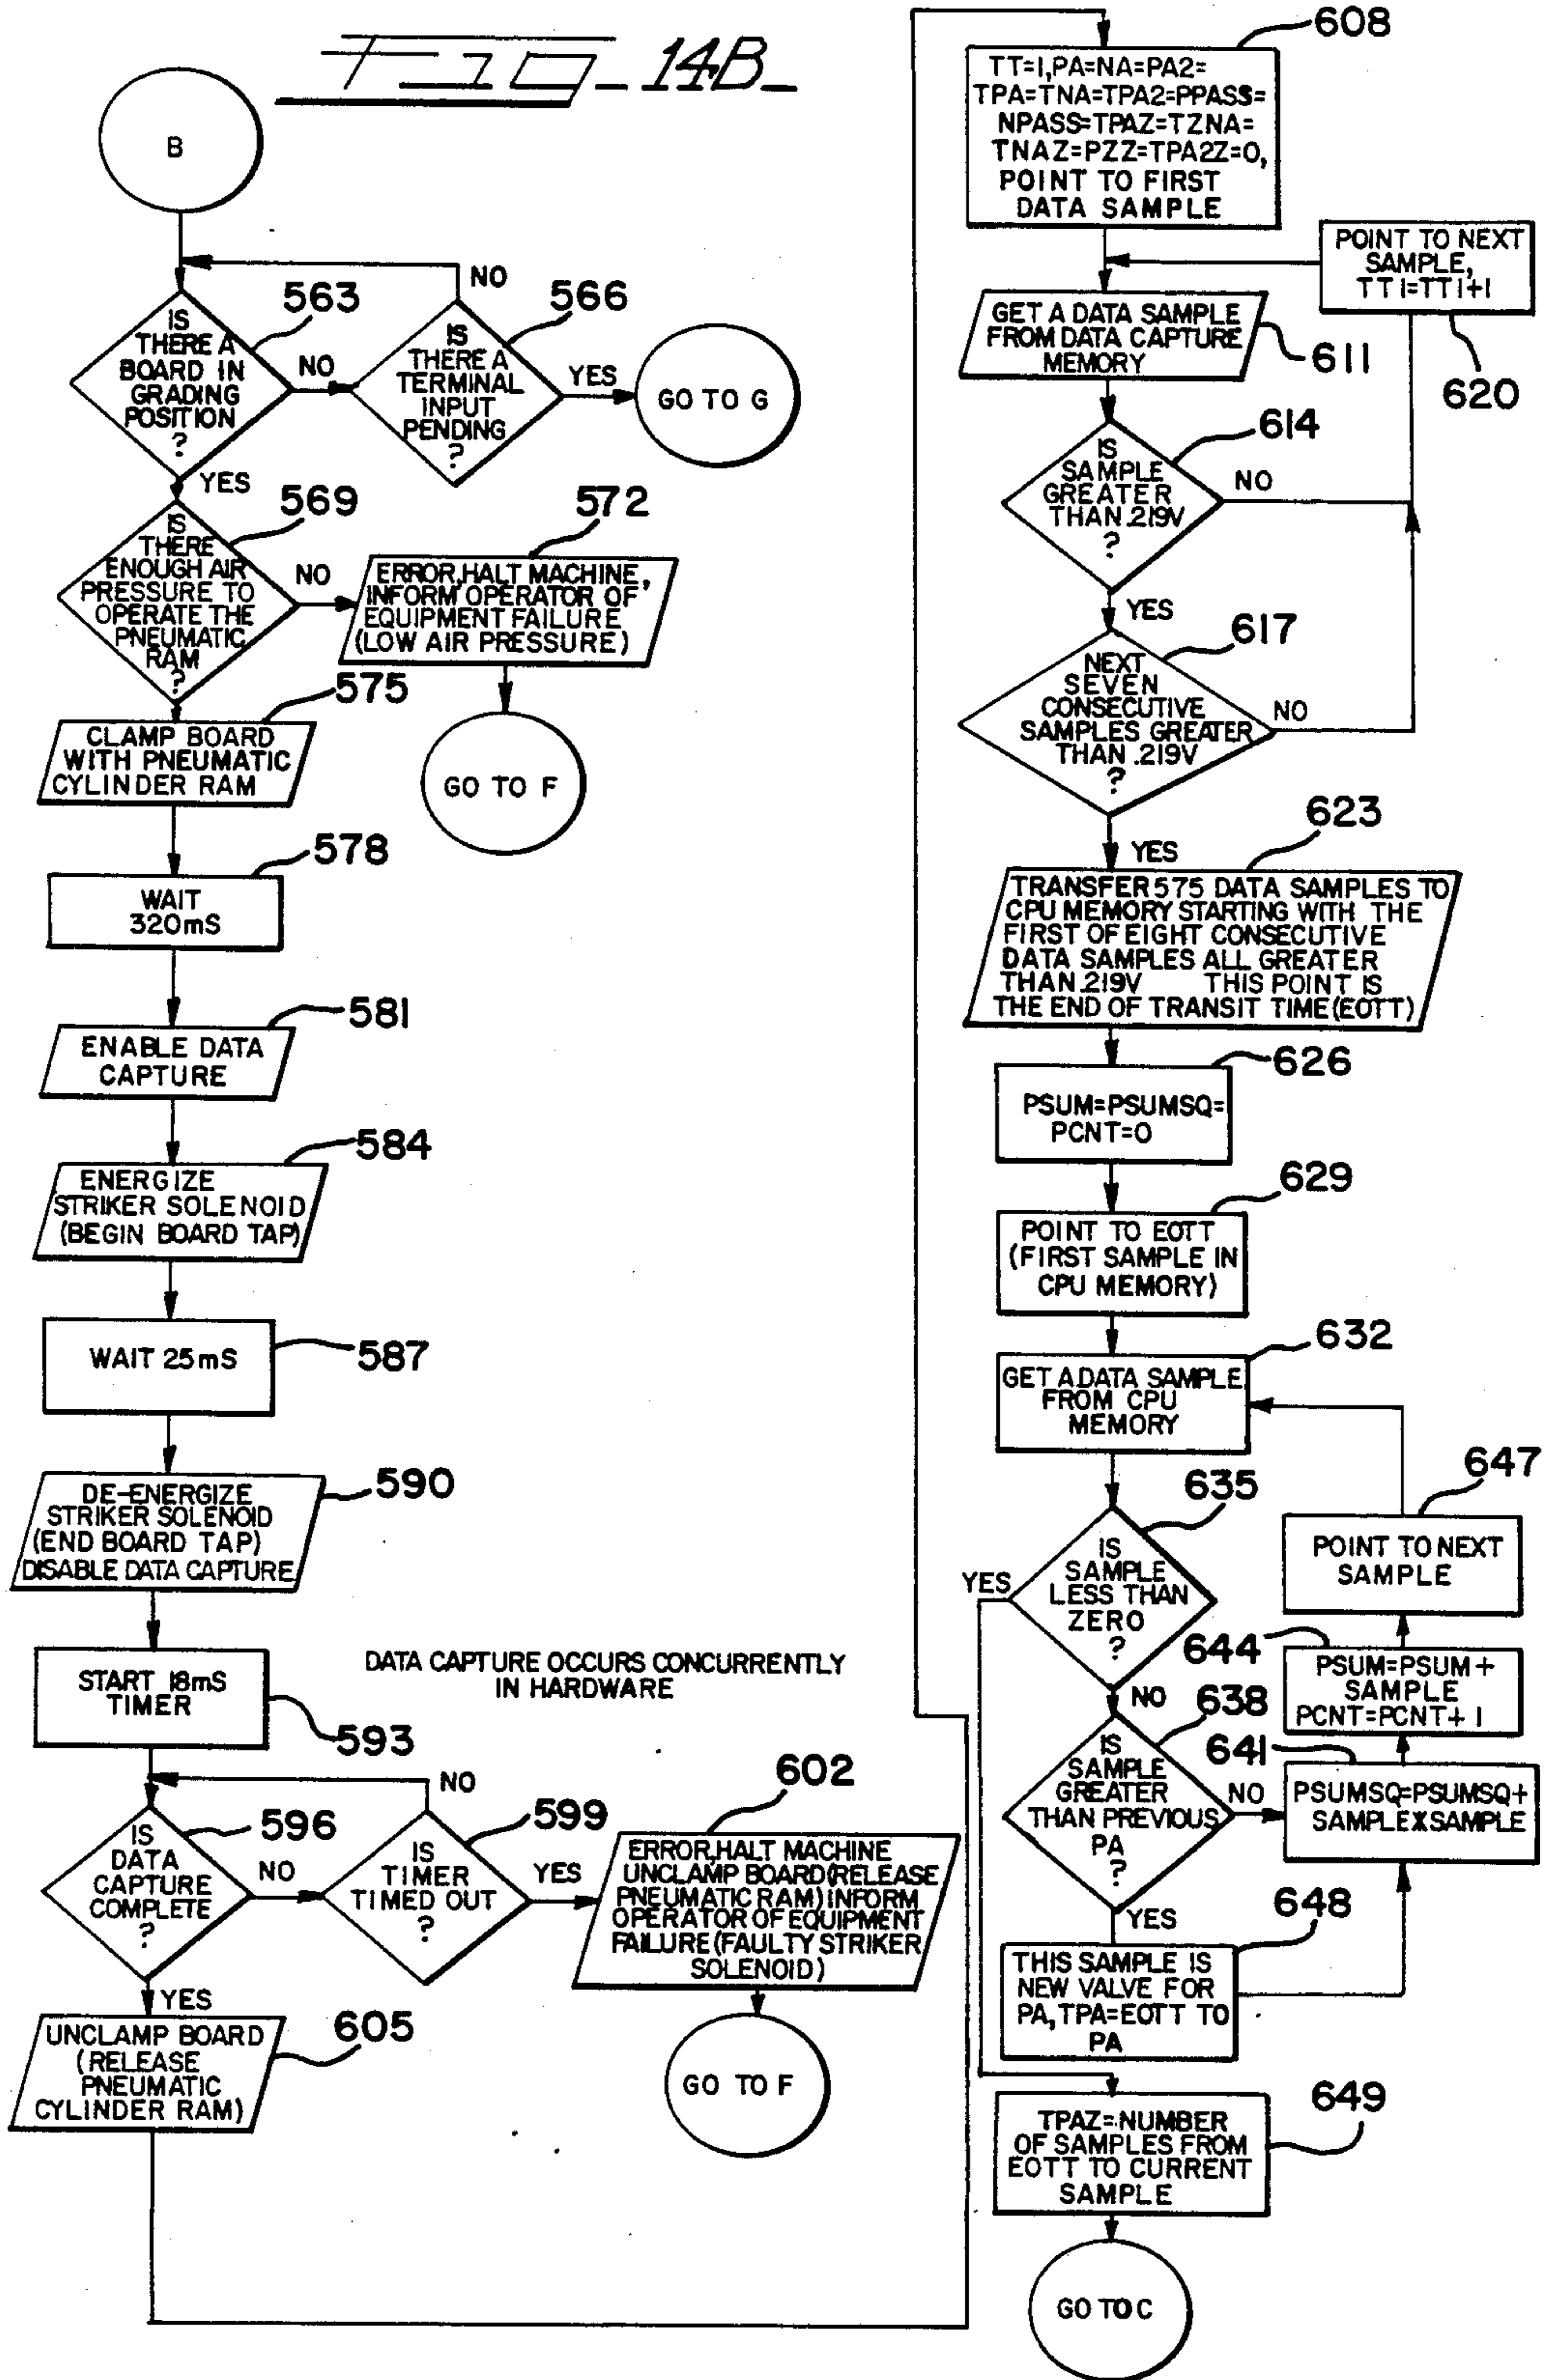 Fig-14B-
B
563
IS
THERE A
BOARD IN
GRADING
POSITION
?
NO
YES
566
IS
THERE A
TERMINAL
INPUT
PENDING
?
NO
YES
GO TO G
569
IS
THERE
ENOUGH AIR
PRESSURE TO
OPERATE THE
PNEUMATIC
RAM
?
NO
572
ERROR, HALT MACHINE,
INFORM OPERATOR OF
EQUIPMENT FAILURE
(LOW AIR PRESSURE)
GO TO F
575
CLAMP BOARD
WITH PNEUMATIC
CYLINDER RAM
578
WAIT
320mS
581
ENABLE DATA
CAPTURE
584
ENERGIZE
STRIKER SOLENOID
(BEGIN BOARD TAP)
587
WAIT 25mS
590
DE-ENERGIZE
STRIKER SOLENOID
(END BOARD TAP)
DISABLE DATA CAPTURE
START 18mS
TIMER
593
DATA CAPTURE OCCURS CONCURRENTLY
IN HARDWARE
596
IS
DATA
CAPTURE
COMPLETE
?
NO
YES
599
IS
TIMER
TIMED OUT
?
NO
YES
602
ERROR, HALT MACHINE
UNCLAMP BOARD (RELEASE
PNEUMATIC RAM) INFORM
OPERATOR OF EQUIPMENT
FAILURE (FAULTY STRIKER
SOLENOID)
GO TO F
605
UNCLAMP BOARD
(RELEASE
PNEUMATIC
CYLINDER RAM)
608
TT=1,PA=NA=PA2=
TPA=TNA=TPA2=PPASS=
NPASS=TPAZ=TZNA=
TNAZ=PZZ=TPA2Z=0,
POINT TO FIRST
DATA SAMPLE
GET A DATA SAMPLE
FROM DATA CAPTURE
MEMORY
611
POINT TO NEXT
SAMPLE,
TT1=TT1+1
620
614
IS
SAMPLE
GREATER
THAN .219V
?
NO
YES
617
NEXT
SEVEN
CONSECUTIVE
SAMPLES GREATER
THAN .219V
?
NO
YES
623
TRANSFER 575 DATA SAMPLES TO
CPU MEMORY STARTING WITH THE
FIRST OF EIGHT CONSECUTIVE
DATA SAMPLES ALL GREATER
THAN .219V THIS POINT IS
THE END OF TRANSIT TIME (EOTT)
626
PSUM=PSUMSQ=
PCNT=0
629
POINT TO EOTT
(FIRST SAMPLE IN
CPU MEMORY)
632
GET A DATA SAMPLE
FROM CPU
MEMORY
635
IS
SAMPLE
LESS THAN
ZERO
?
YES
NO
638
IS
SAMPLE
GREATER
THAN PREVIOUS
PA
?
NO
YES
647
POINT TO NEXT
SAMPLE
644
PSUM=PSUM+
SAMPLE
PCNT=PCNT+1
641
PSUMSQ=PSUMSQ+
SAMPLE*SAMPLE
648
THIS SAMPLE IS
NEW VALVE FOR
PA, TPA=EOTT TO
PA
649
TPAZ=NUMBER
OF SAMPLES FROM
EOTT TO CURRENT
SAMPLE
GO TO C